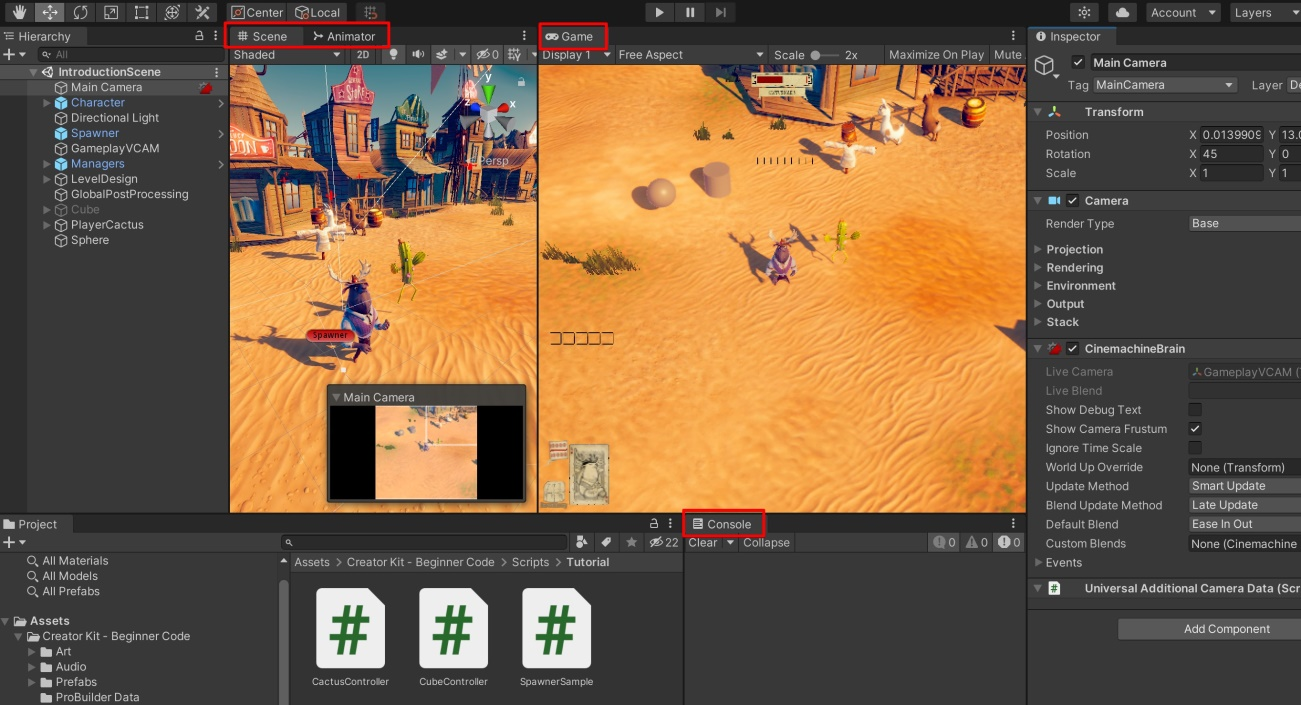 Center Local Account Layers
Hierarchy
All
IntroductionScene
Main Camera
Character
Directional Light
Spawner
GameplayVCAM
Managers
LevelDesign
GlobalPostProcessing
Cube
PlayerCactus
Sphere
Scene Animator
Shaded 2D 0
y
x
z
Persp
Spawner
Main Camera
Game
Display 1 Free Aspect Scale 2x Maximize On Play Mute
Inspector
Main Camera
Tag MainCamera Layer De
Transform
Position X 0.0139909 Y 13.0
Rotation X 45 Y 0
Scale X 1 Y 1
Camera
Render Type Base
Projection
Rendering
Environment
Output
Stack
CinemachineBrain
Live Camera GameplayVCAM (T
Live Blend
Show Debug Text
Show Camera Frustum
Ignore Time Scale
World Up Override None (Transform)
Update Method Smart Update
Blend Update Method Late Update
Default Blend Ease In Out
Custom Blends None (Cinemachine
Events
# Universal Additional Camera Data (Scr
Add Component
Project
22
All Materials
All Models
All Prefabs
Assets
Creator Kit - Beginner Code
Art
Audio
Prefabs
ProBuilder Data
Assets > Creator Kit - Beginner Code > Scripts > Tutorial
# # #
CactusController CubeController SpawnerSample
Console
Clear Collapse 0 0 0